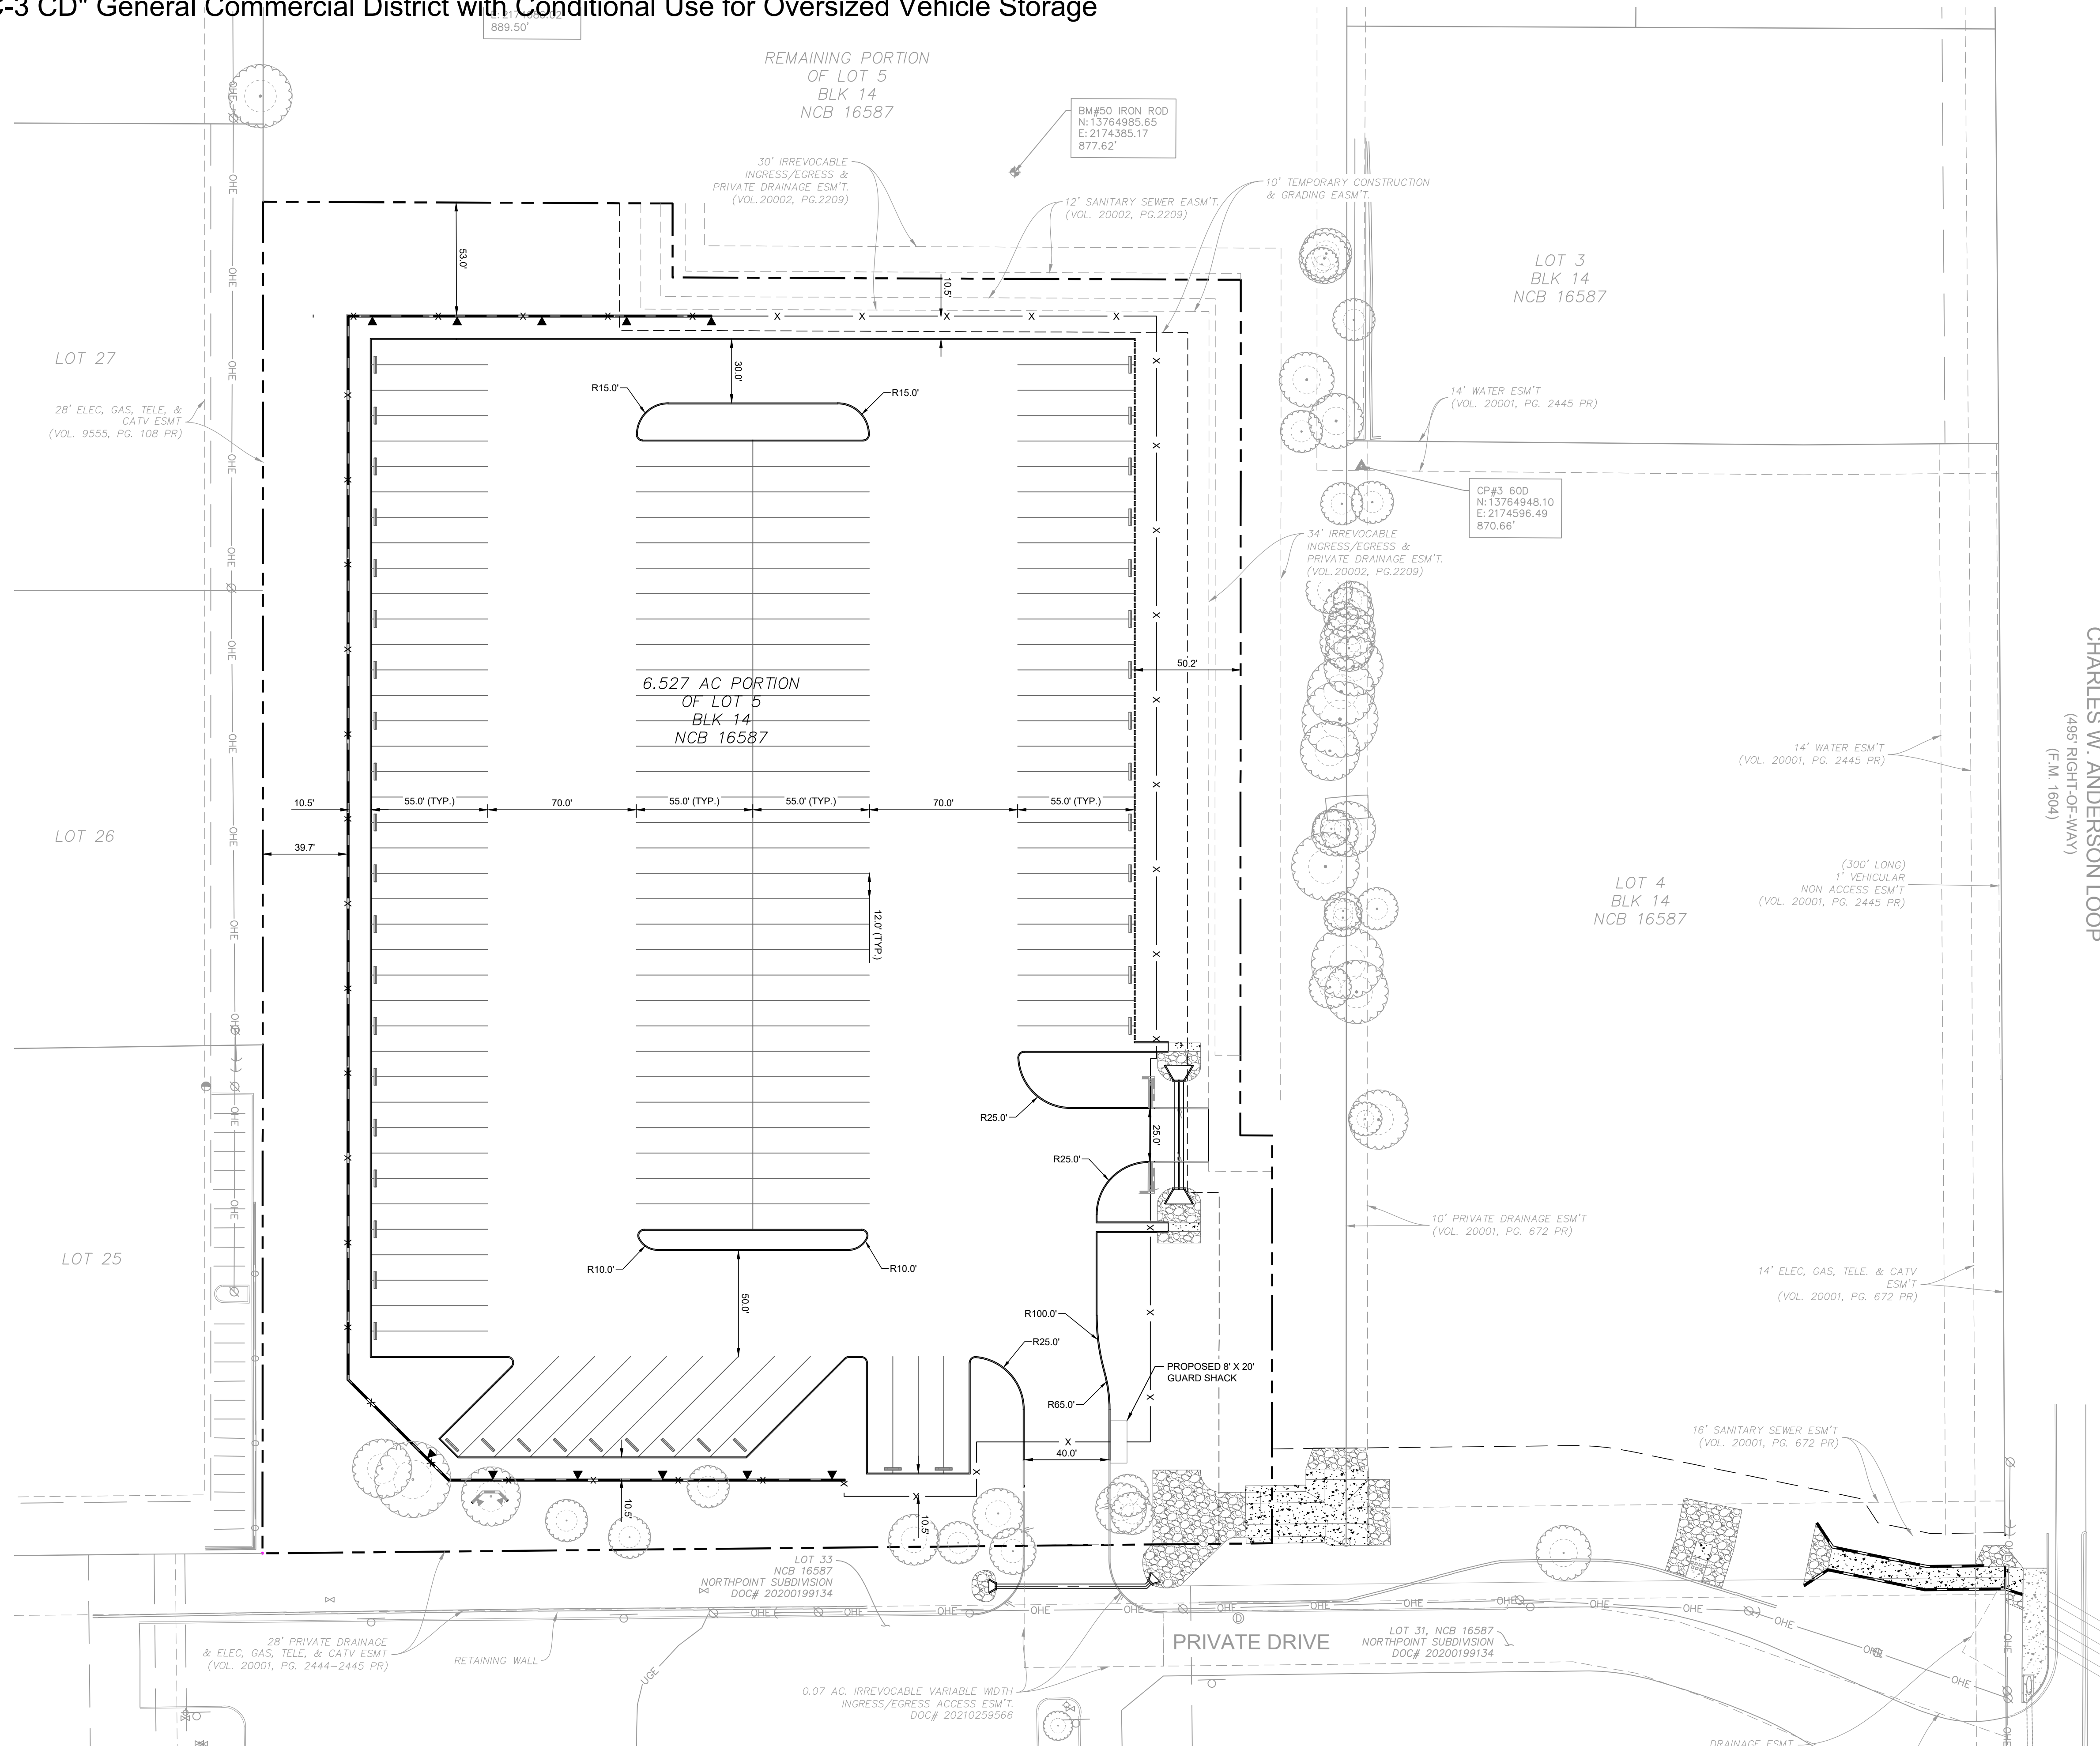 C-3 CD" General Commercial District with Conditional Use for Oversized Vehicle Storage
889.50'
REMAINING PORTION
OF LOT 5
BLK 14
NCB 16587
BM#50 IRON ROD
N:13764985.65
E:2174385.17
877.62'
30' IRREVOCABLE
INGRESS/EGRESS &
PRIVATE DRAINAGE ESM'T.
(VOL.20002, PG.2209)
12' SANITARY SEWER EASM'T.
(VOL. 20002, PG.2209)
10' TEMPORARY CONSTRUCTION
& GRADING EASM'T.
LOT 3
BLK 14
NCB 16587
53.0'
10.5'
LOT 27
28' ELEC, GAS, TELE, &
CATV ESMT
(VOL. 9555, PG. 108 PR)
30.0'
R15.0'
R15.0'
14' WATER ESM'T
(VOL. 20001, PG. 2445 PR)
CP#3 60D
N:13764948.10
E:2174596.49
870.66'
34' IRREVOCABLE
INGRESS/EGRESS &
PRIVATE DRAINAGE ESM'T.
(VOL.20002, PG.2209)
6.527 AC PORTION
OF LOT 5
BLK 14
NCB 16587
50.2'
CHARLES W. ANDERSON LOOP
(495' RIGHT-OF-WAY)
(F.M. 1604)
14' WATER ESM'T
(VOL. 20001, PG. 2445 PR)
10.5'
55.0' (TYP.)
70.0'
55.0' (TYP.)
55.0' (TYP.)
70.0'
55.0' (TYP.)
LOT 26
39.7'
12.0' (TYP.)
LOT 4
BLK 14
NCB 16587
(300' LONG)
1' VEHICULAR
NON ACCESS ESM'T
(VOL. 20001, PG. 2445 PR)
R25.0'
25.0'
R25.0'
LOT 25
10' PRIVATE DRAINAGE ESM'T
(VOL. 20001, PG. 672 PR)
R10.0'
R10.0'
14' ELEC, GAS, TELE. & CATV
ESM'T
(VOL. 20001, PG. 672 PR)
50.0'
R100.0'
R25.0'
PROPOSED 8' X 20'
GUARD SHACK
R65.0'
40.0'
16' SANITARY SEWER ESM'T
(VOL. 20001, PG. 672 PR)
10.5'
10.5'
LOT 33
NCB 16587
NORTHPOINT SUBDIVISION
DOC# 20200199134
28' PRIVATE DRAINAGE
& ELEC, GAS, TELE, & CATV ESMT
(VOL. 20001, PG. 2444-2445 PR)
RETAINING WALL
UGE
PRIVATE DRIVE
LOT 31, NCB 16587
NORTHPOINT SUBDIVISION
DOC# 20200199134
0.07 AC. IRREVOCABLE VARIABLE WIDTH
INGRESS/EGRESS ACCESS ESM'T.
DOC# 20210259566
OHE
OHE
OHE
OHE
OHE
OHE
OHE
OHE
OHE
DRAINAGE ESMT